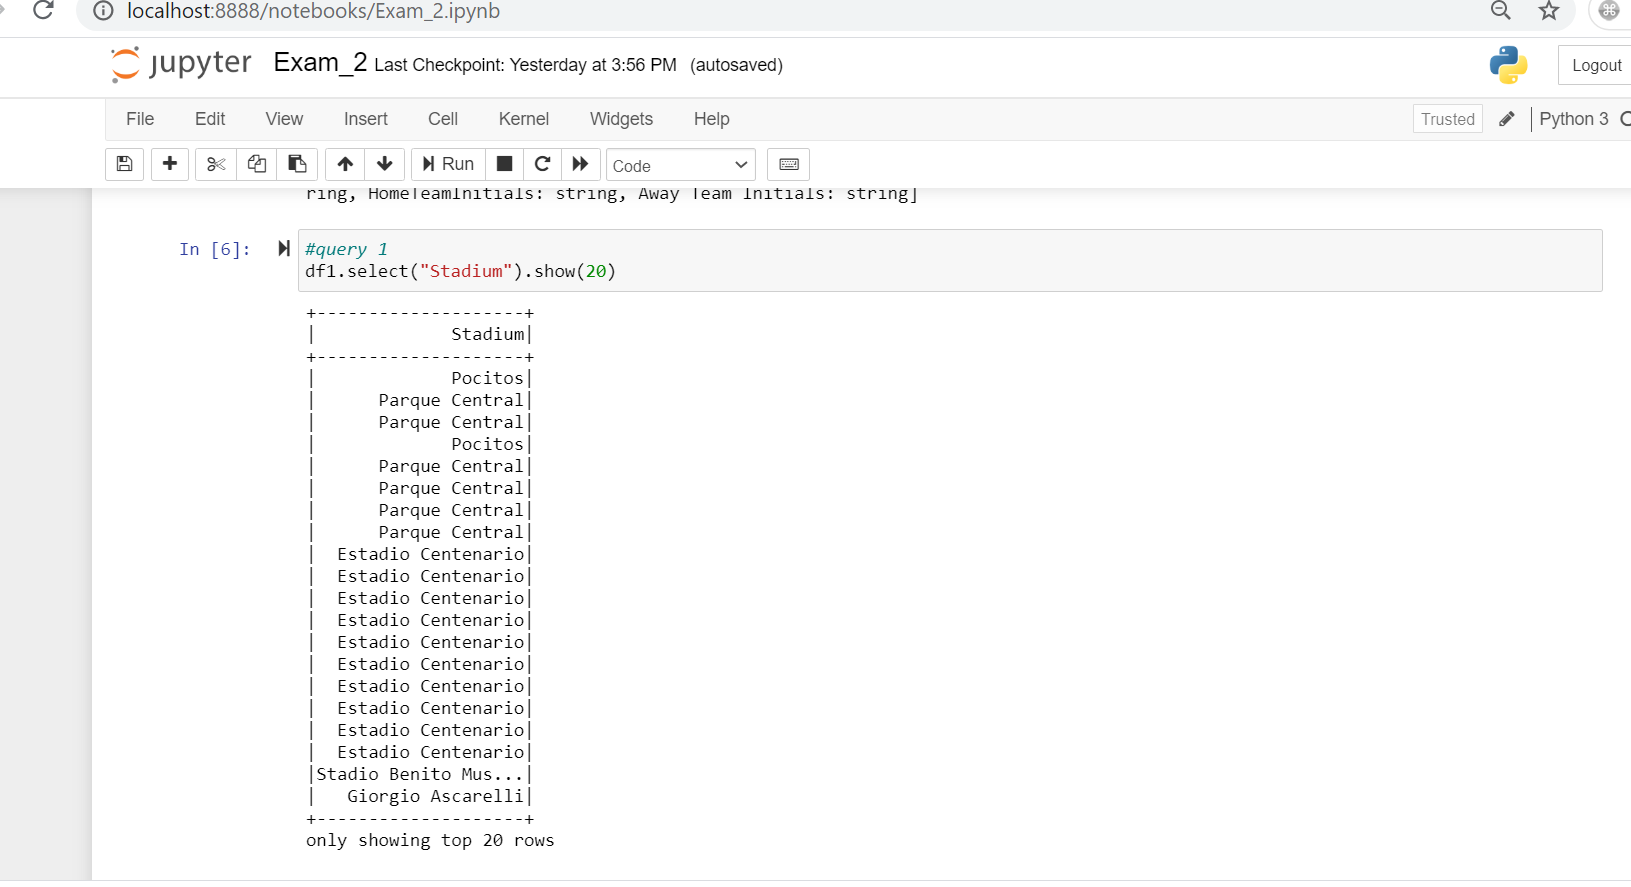 localhost:8888/notebooks/Exam_2.ipynb
jupyter Exam_2 Last Checkpoint: Yesterday at 3:56 PM (autosaved)
Logout
File Edit View Insert Cell Kernel Widgets Help
Trusted Python 3
Run Code
ring, HomeTeamInitials: string, Away Team Initials: string]
In [6]: #query 1
df1.select("Stadium").show(20)
+--------------------+
|             Stadium|
+--------------------+
|             Pocitos|
|      Parque Central|
|      Parque Central|
|             Pocitos|
|      Parque Central|
|      Parque Central|
|      Parque Central|
|      Parque Central|
|  Estadio Centenario|
|  Estadio Centenario|
|  Estadio Centenario|
|  Estadio Centenario|
|  Estadio Centenario|
|  Estadio Centenario|
|  Estadio Centenario|
|  Estadio Centenario|
|  Estadio Centenario|
|  Estadio Centenario|
|Stadio Benito Mus...|
|   Giorgio Ascarelli|
+--------------------+
only showing top 20 rows